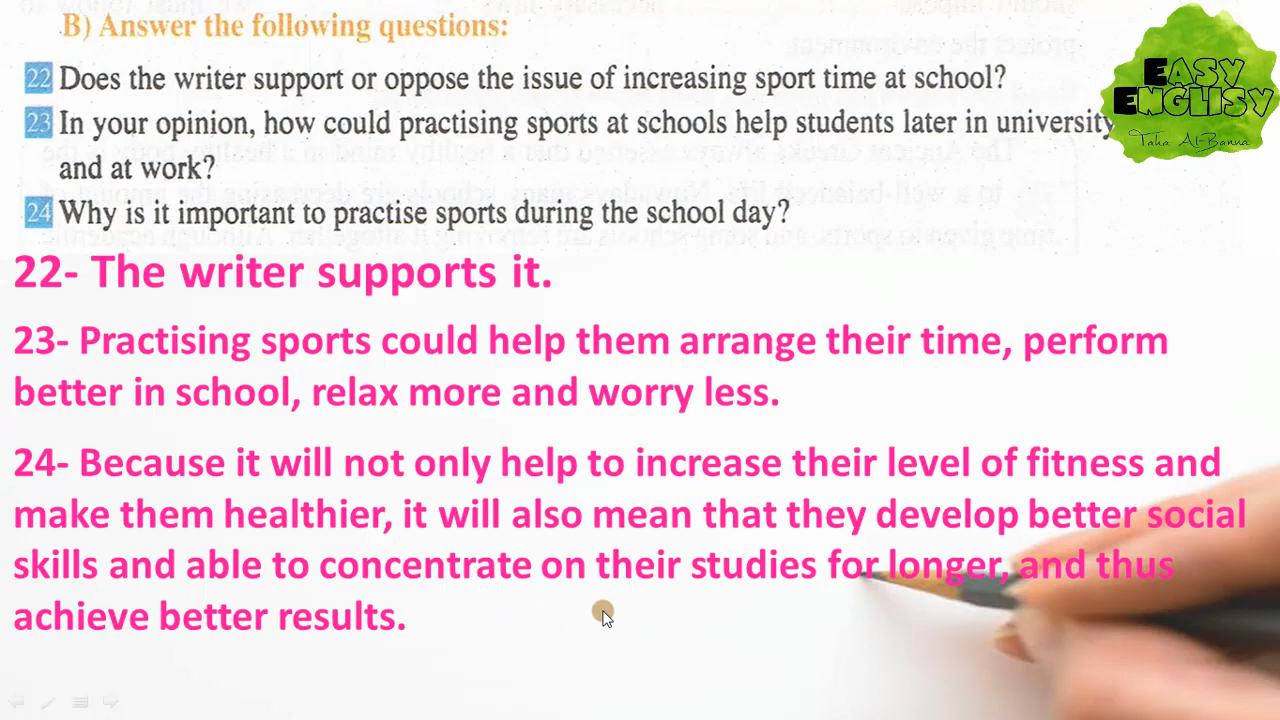 B) Answer the following questions:
22 Does the writer support or oppose the issue of increasing sport time at school?
23 In your opinion, how could practising sports at schools help students later in university
and at work?
24 Why is it important to practise sports during the school day?
EASY
ENGLISY
Taha Al-Banna
22- The writer supports it.
23- Practising sports could help them arrange their time, perform
better in school, relax more and worry less.
24- Because it will not only help to increase their level of fitness and
make them healthier, it will also mean that they develop better social
skills and able to concentrate on their studies for longer, and thus
achieve better results.